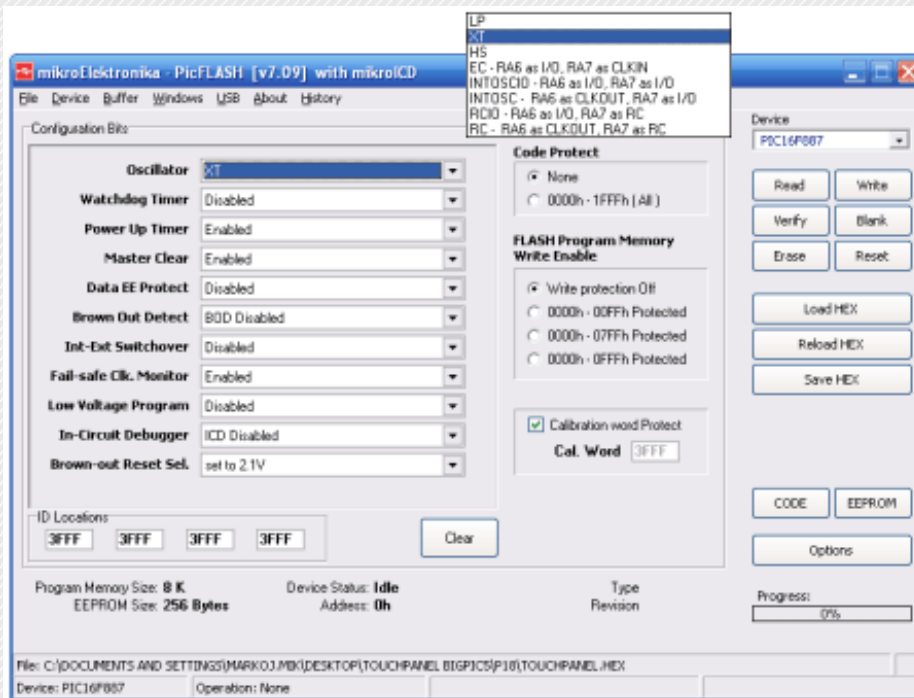 LP
XT
HS
EC - RA6 as I/O, RA7 as CLKIN
INTOSCIO - RA6 as I/O, RA7 as I/O
INTOSC - RA6 as CLKOUT, RA7 as I/O
RCIO - RA6 as I/O, RA7 as RC
RC - RA6 as CLKOUT, RA7 as RC
mikroElektronika - PicFLASH [v7.09] with mikroICD
File Device Buffer Windows USB About History
Configuration Bits
Oscillator XT
Watchdog Timer Disabled
Power Up Timer Enabled
Master Clear Enabled
Data EE Protect Disabled
Brown Out Detect BOD Disabled
Int-Ext Switchover Disabled
Fail-safe Clk. Monitor Enabled
Low Voltage Program Disabled
In-Circuit Debugger ICD Disabled
Brown-out Reset Sel. set to 2.1V
Code Protect
None
0000h - 1FFFh ( All )
FLASH Program Memory
Write Enable
Write protection Off
0000h - 00FFh Protected
0000h - 07FFh Protected
0000h - 0FFFh Protected
Calibration word Protect
Cal. Word 3FFF
ID Locations
3FFF 3FFF 3FFF 3FFF
Clear
Device
PIC16F887
Read Write
Verify Blank
Erase Reset
Load HEX
Reload HEX
Save HEX
CODE EEPROM
Options
Program Memory Size: 8 K Device Status: Idle Type
EEPROM Size: 256 Bytes Address: 0h Revision
Progress:
0%
File: C:\DOCUMENTS AND SETTINGS\MARKOJ.MIK\DESKTOP\TOUCHPANEL BIGPIC5\P18\TOUCHPANEL.HEX
Device: PIC16F887 Operation: None